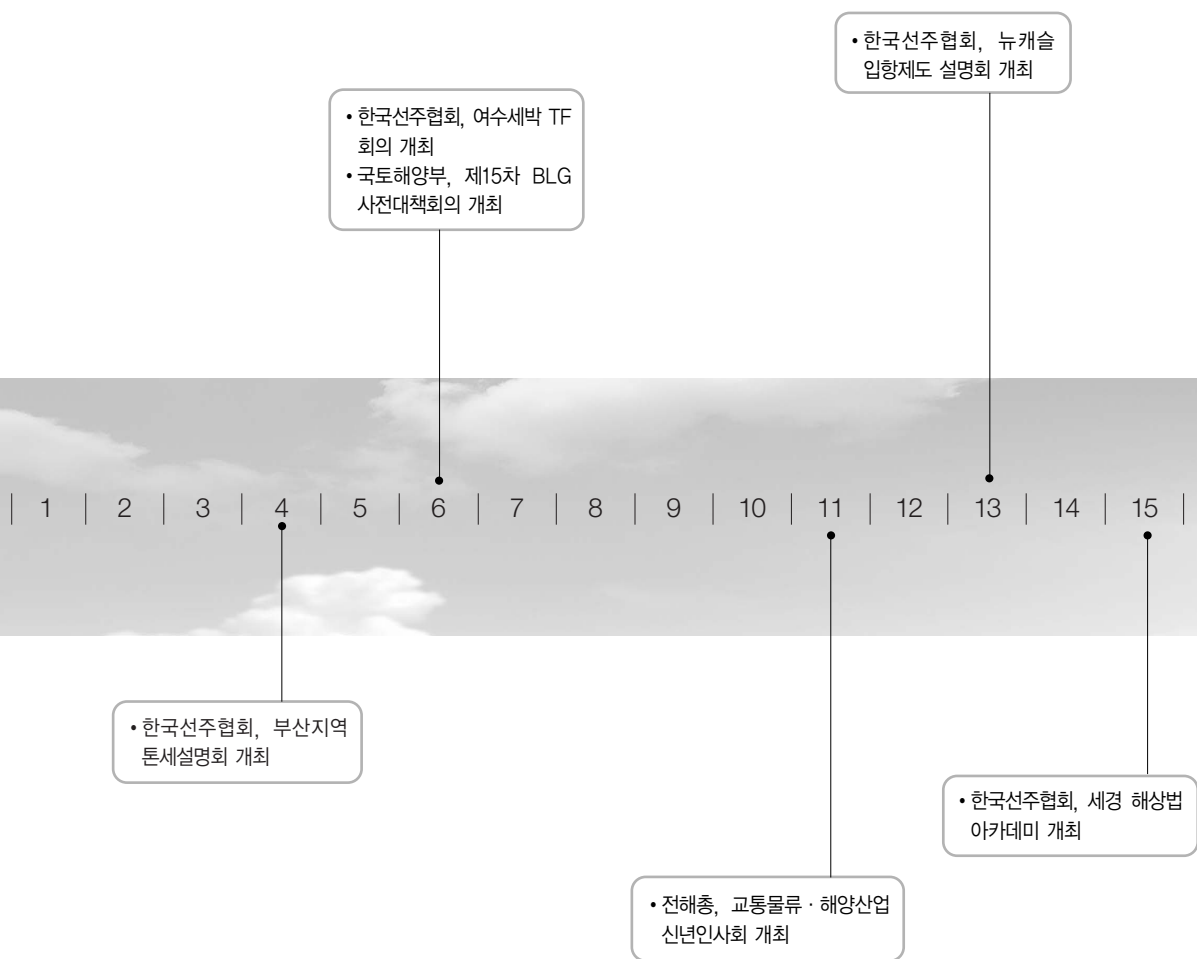 • 한국선주협회, 뉴캐슬
입항제도 설명회 개최
• 한국선주협회, 여수세박 TF
회의 개최
• 국토해양부, 제15차 BLG
사전대책회의 개최
1 2 3 4 5 6 7 8 9 10 11 12 13 14 15
• 한국선주협회, 부산지역
톤세설명회 개최
• 한국선주협회, 세경 해상법
아카데미 개최
• 전해총, 교통물류 · 해양산업
신년인사회 개최